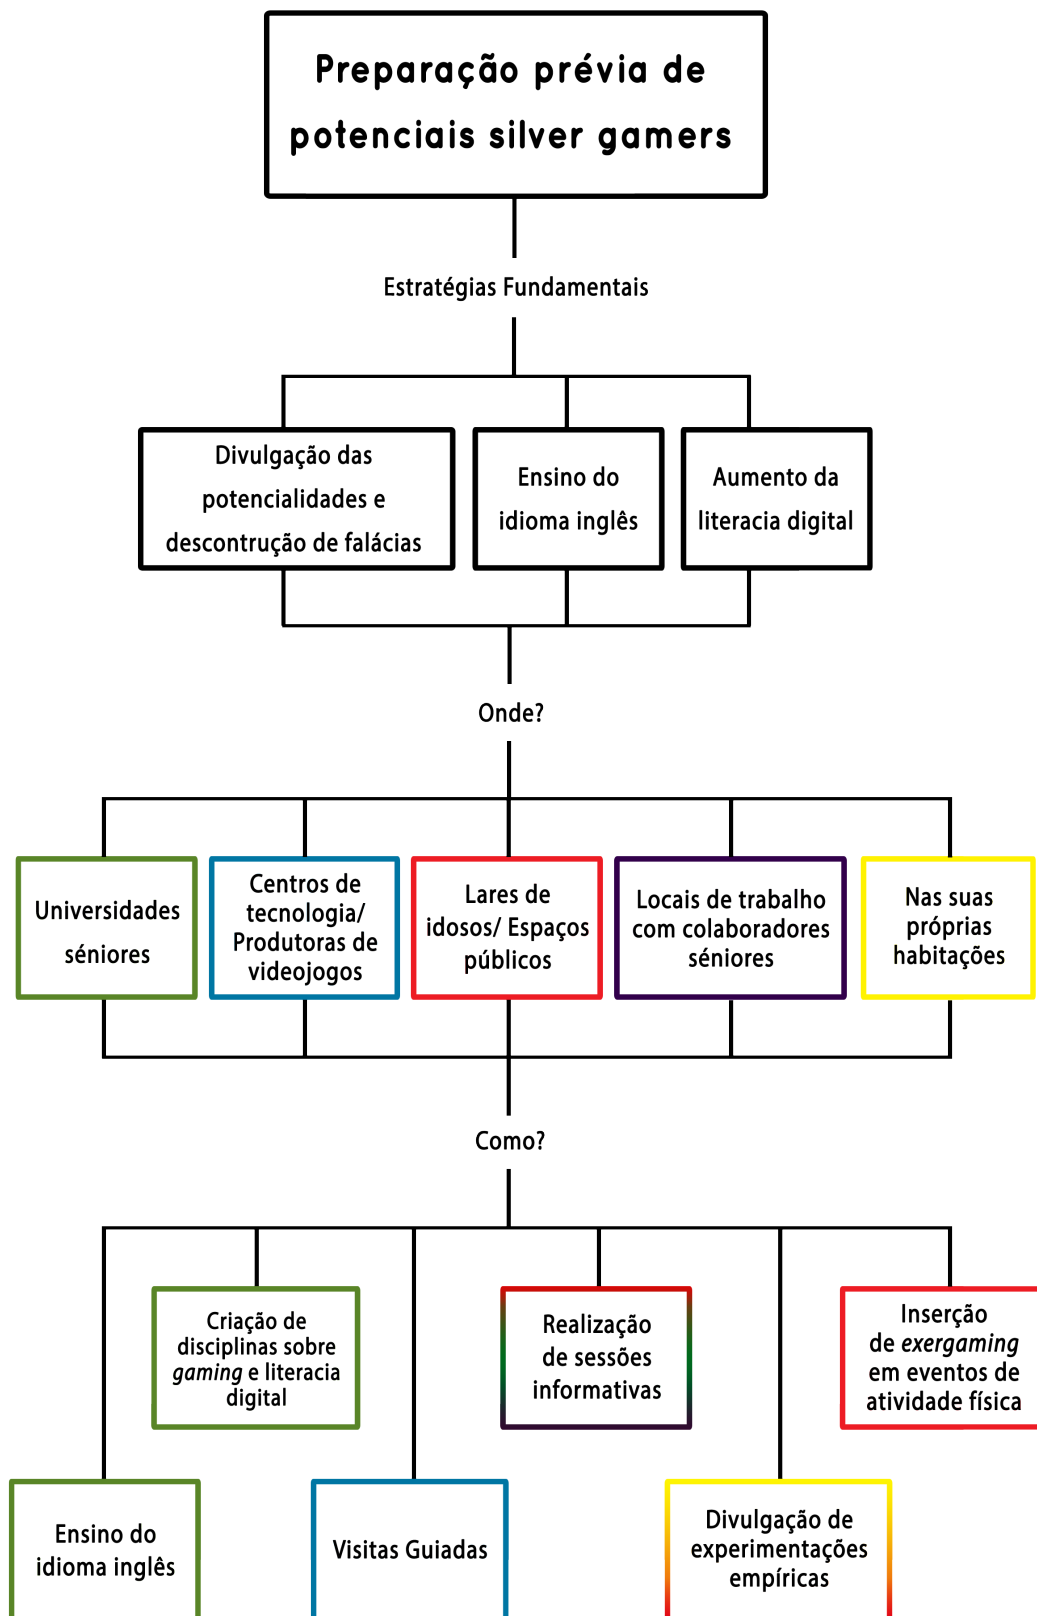 Preparação prévia de
potenciais silver gamers
Estratégias Fundamentais
Divulgação das
potencialidades e
descontrução de falácias
Ensino do
idioma inglês
Aumento da
literacia digital
Onde?
Universidades
séniores
Centros de
tecnologia/
Produtoras de
videojogos
Lares de
idosos/ Espaços
públicos
Locais de trabalho
com colaboradores
séniores
Nas suas
próprias
habitações
Como?
Criação de
disciplinas sobre
gaming e literacia
digital
Realização
de sessões
informativas
Inserção
de exergaming
em eventos de
atividade física
Ensino do
idioma inglês
Visitas Guiadas
Divulgação de
experimentações
empíricas